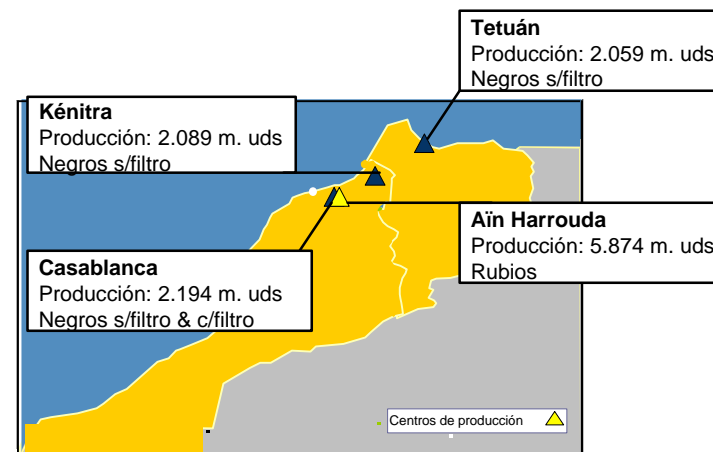 Tetuán
Producción: 2.059 m. uds
Negros s/filtro
Kénitra
Producción: 2.089 m. uds
Negros s/filtro
Aïn Harrouda
Producción: 5.874 m. uds
Rubios
Casablanca
Producción: 2.194 m. uds
Negros s/filtro & c/filtro
Centros de producción